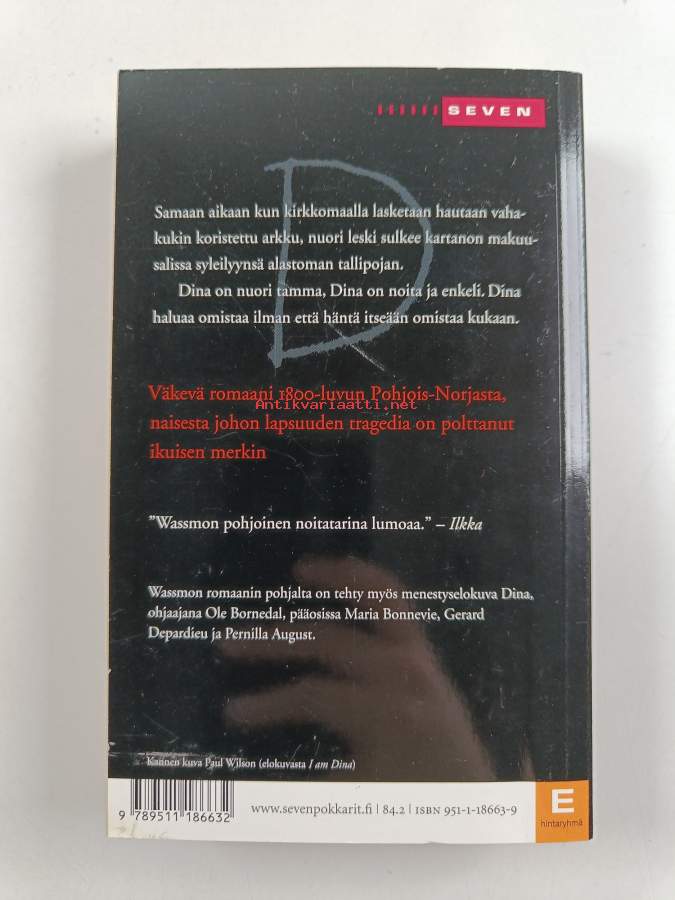 SEVEN
D
Samaan aikaan kun kirkkomaalla lasketaan hautaan vaha-
kukin koristettu arkku, nuori leski sulkee kartanon makuu-
salissa syleilyynsä alastoman tallipojan.
Dina on nuori tamma, Dina on noita ja enkeli. Dina
haluaa omistaa ilman että häntä itseään omistaa kukaan.
Väkevä romaani 1800-luvun Pohjois-Norjasta,
Antikvariaatti.net
naisesta johon lapsuuden tragedia on polttanut
ikuisen merkin
”Wassmon pohjoinen noitatarina lumoaa.” – Ilkka
Wassmon romaanin pohjalta on tehty myös menestyselokuva Dina,
ohjaajana Ole Bornedal, pääosissa Maria Bonnevie, Gerard
Depardieu ja Pernilla August.
Kannen kuva Paul Wilson (elokuvasta I am Dina)
www.sevenpokkarit.fi | 84.2 | ISBN 951-1-18663-9
9 789511 186632
E
hintaryhmä